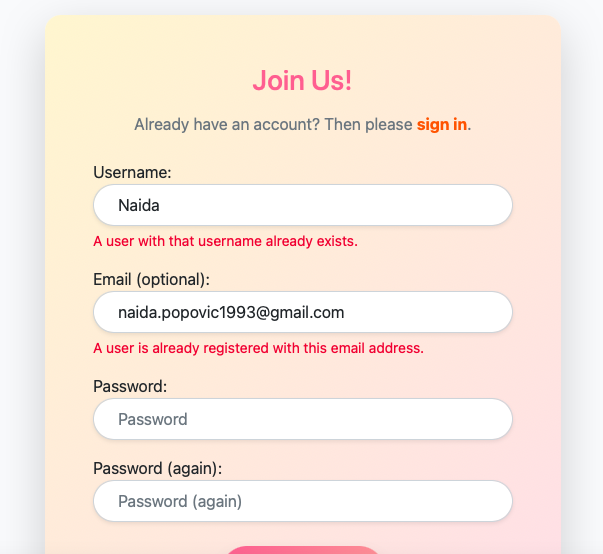 Join Us!
Already have an account? Then please sign in.
Username:
Naida
A user with that username already exists.
Email (optional):
naida.popovic1993@gmail.com
A user is already registered with this email address.
Password:
Password
Password (again):
Password (again)